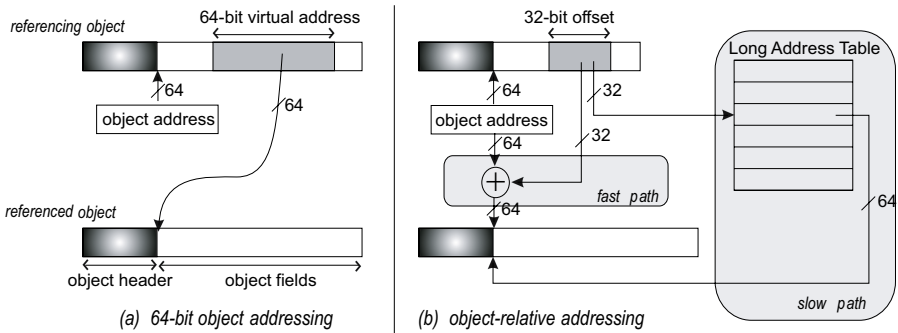 64-bit virtual address
referencing object
64
object address
64
referenced object
object header
object fields
(a) 64-bit object addressing
32-bit offset
Long Address Table
64
32
object address
64
32
+
fast path
64
64
slow path
(b) object-relative addressing